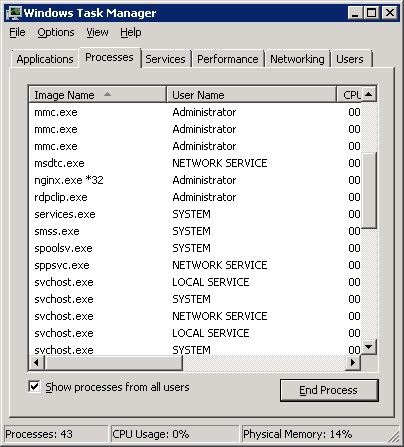 Windows Task Manager
File Options View Help
Applications Processes Services Performance Networking Users
Image Name User Name CPU
mmc.exe Administrator 00
mmc.exe Administrator 00
mmc.exe Administrator 00
msdtc.exe NETWORK SERVICE 00
nginx.exe *32 Administrator 00
rdpclip.exe Administrator 00
services.exe SYSTEM 00
smss.exe SYSTEM 00
spoolsv.exe SYSTEM 00
sppsvc.exe NETWORK SERVICE 00
svchost.exe LOCAL SERVICE 00
svchost.exe SYSTEM 00
svchost.exe NETWORK SERVICE 00
svchost.exe LOCAL SERVICE 00
svchost.exe SYSTEM 00
Show processes from all users
End Process
Processes: 43 CPU Usage: 0% Physical Memory: 14%